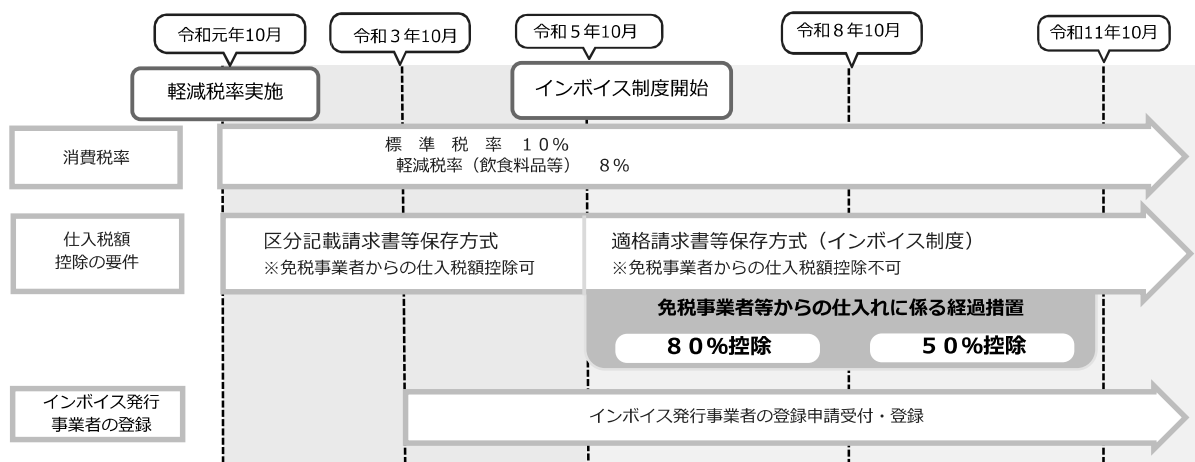 令和元年10月
令和３年10月
令和５年10月
令和８年10月
令和11年10月
軽減税率実施
インボイス制度開始
消費税率
標 準 税 率 １０％
軽減税率（飲食料品等） ８％
仕入税額
控除の要件
区分記載請求書等保存方式
※免税事業者からの仕入税額控除可
適格請求書等保存方式（インボイス制度）
※免税事業者からの仕入税額控除不可
免税事業者等からの仕入れに係る経過措置
８０％控除
５０％控除
インボイス発行
事業者の登録
インボイス発行事業者の登録申請受付・登録